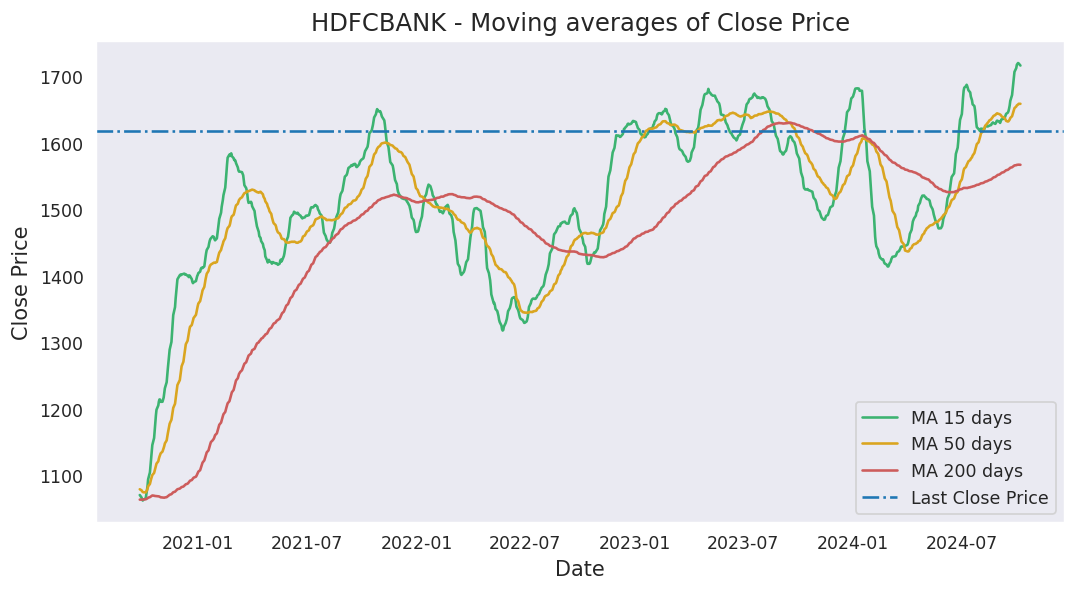 HDFCBANK - Moving averages of Close Price
Close Price
1700
1600
1500
1400
1300
1200
1100
MA 15 days
MA 50 days
MA 200 days
Last Close Price
2021-01 2021-07 2022-01 2022-07 2023-01 2023-07 2024-01 2024-07
Date